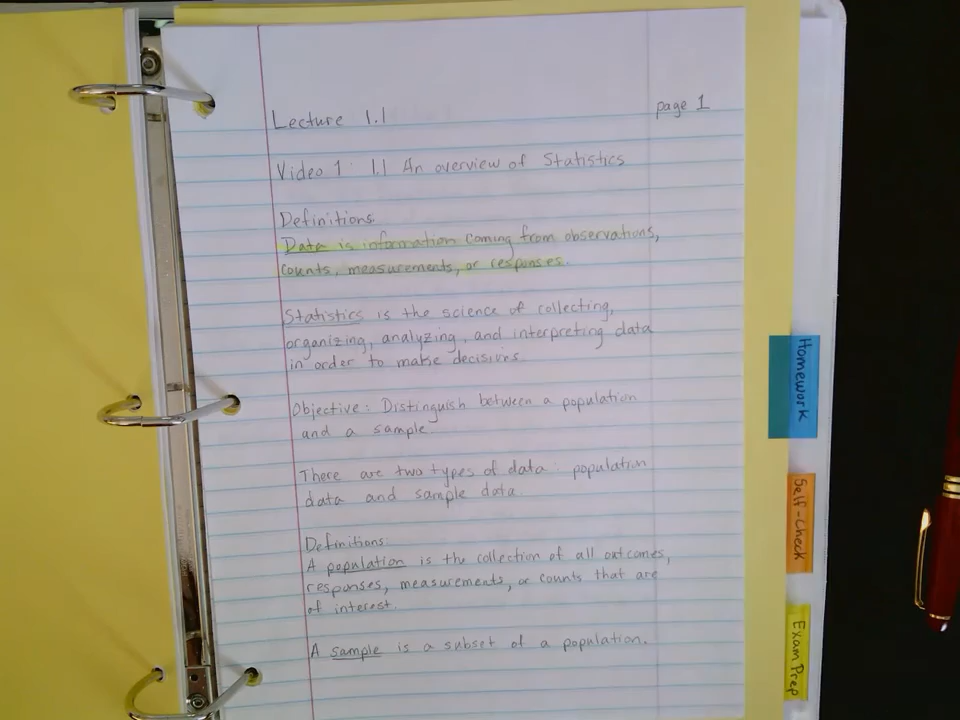 Lecture 1.1
page 1
Video 1: 1.1 An overview of Statistics
Definitions:
Data is information coming from observations,
counts, measurements, or responses.
Statistics is the science of collecting,
organizing, analyzing, and interpreting data
in order to make decisions.
Objective: Distinguish between a population
and a sample.
There are two types of data: population
data and sample data.
Definitions:
A population is the collection of all outcomes,
responses, measurements, or counts that are
of interest.
A sample is a subset of a population.
Homework
Self-Check
Exam Prep